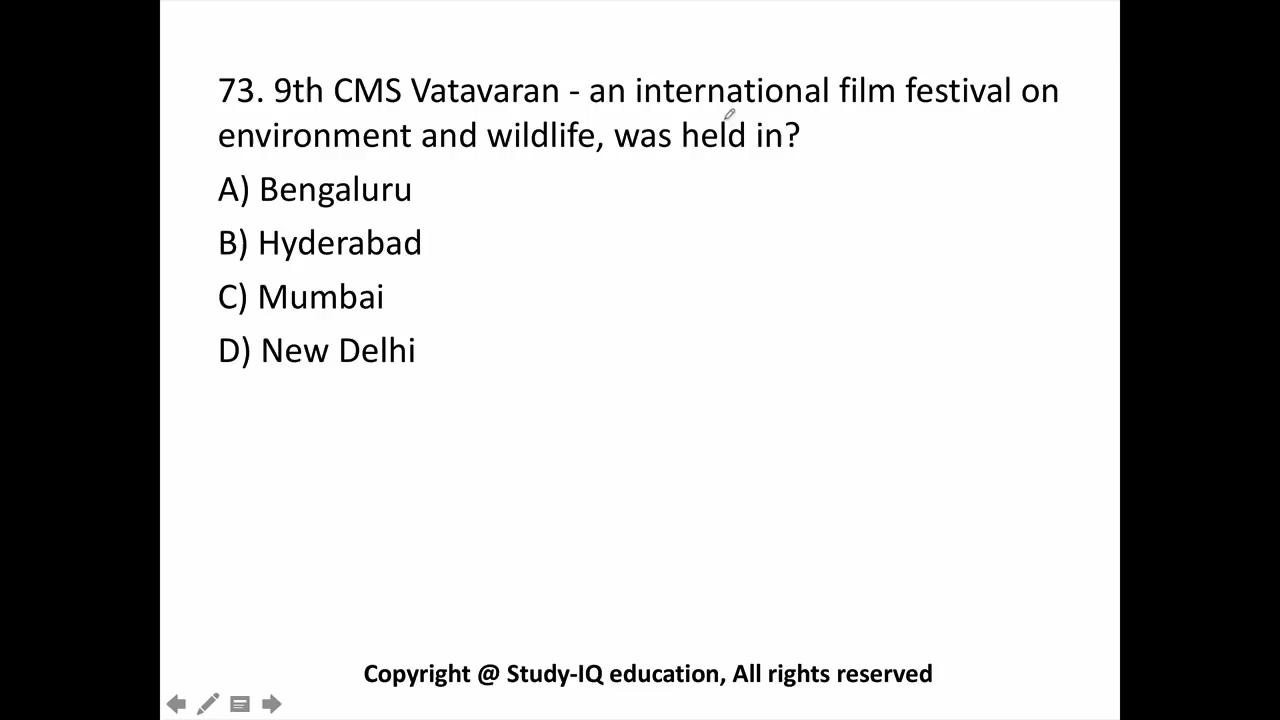 73. 9th CMS Vatavaran - an international film festival on
environment and wildlife, was held in?
A) Bengaluru
B) Hyderabad
C) Mumbai
D) New Delhi
Copyright @ Study-IQ education, All rights reserved